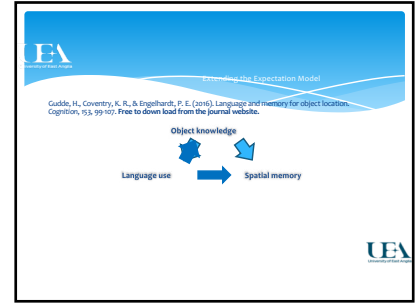 UEA
University of East Anglia
Extending the Expectation Model
Gudde, H., Coventry, K. R., & Engelhardt, P. E. (2016). Language and memory for object location.
Cognition, 153, 99-107. Free to down load from the journal website.
Object knowledge
Language use
Spatial memory
UEA
University of East Anglia